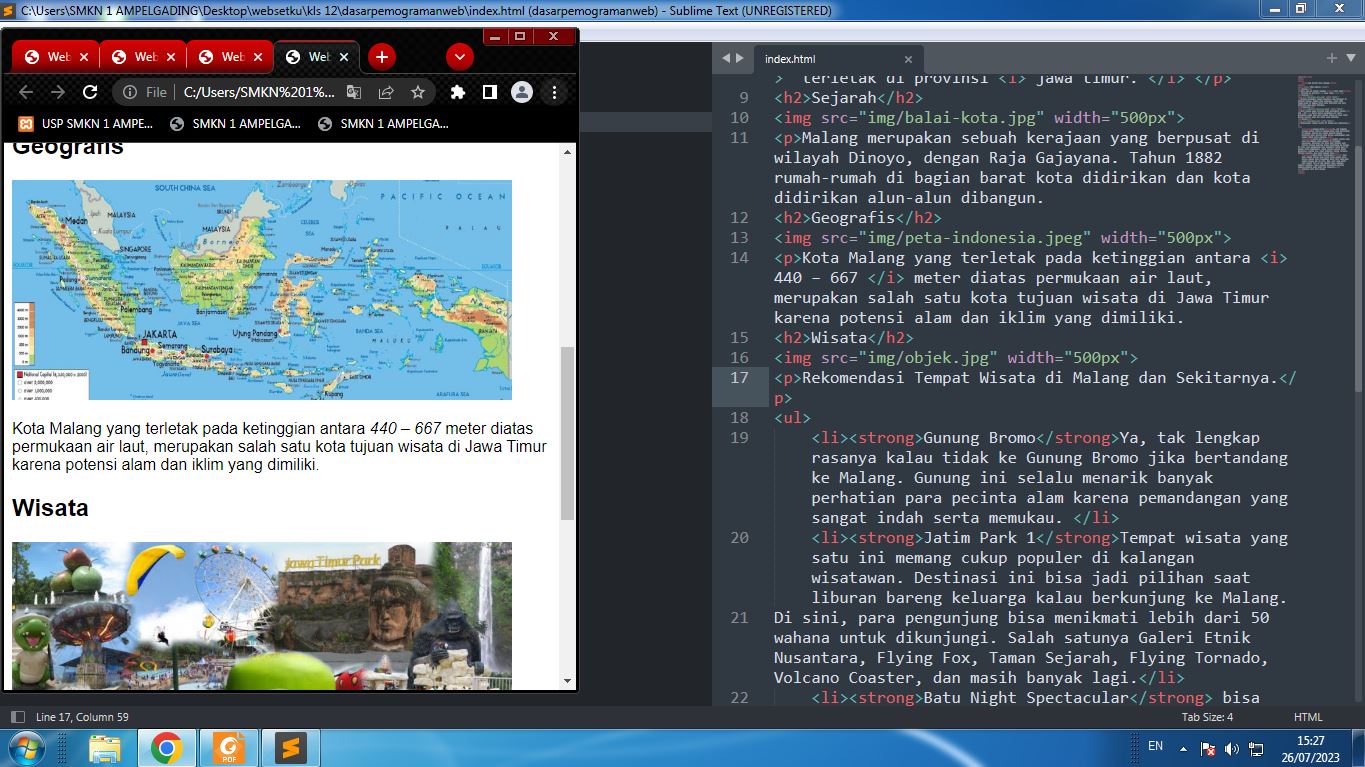 C:\Users\SMKN 1 AMPELGADING\Desktop\websetku\kls 12\dasarpemogramanweb\index.html (dasarpemogramanweb) - Sublime Text (UNREGISTERED)
Web
Web
Web
Web
File
C:/Users/SMKN%201%...
USP SMKN 1 AMPE...
SMKN 1 AMPELGA...
SMKN 1 AMPELGA...
Geografis
SOUTH CHINA SEA
PACIFIC OCEAN
PALAU
MALAYSIA
MALAYSIA
Medan
Kuala Lumpur
SINGAPORE
Borneo
Padang
Palembang
Banjarmasin
JAKARTA
JAVA SEA
Ujung Pandang
BANDA SEA
Bandung
Semarang
Surabaya
Kupang
ARAFURA SEA
Kota Malang yang terletak pada ketinggian antara 440 – 667 meter diatas
permukaan air laut, merupakan salah satu kota tujuan wisata di Jawa Timur
karena potensi alam dan iklim yang dimiliki.
Wisata
Jawa Timur Park
index.html
> terletak di provinsi <i> jawa timur. </i> </p>
9 <h2>Sejarah</h2>
10 <img src="img/balai-kota.jpg" width="500px">
11 <p>Malang merupakan sebuah kerajaan yang berpusat di
wilayah Dinoyo, dengan Raja Gajayana. Tahun 1882
rumah-rumah di bagian barat kota didirikan dan kota
didirikan alun-alun dibangun.
12 <h2>Geografis</h2>
13 <img src="img/peta-indonesia.jpeg" width="500px">
14 <p>Kota Malang yang terletak pada ketinggian antara <i>
440 – 667 </i> meter diatas permukaan air laut,
merupakan salah satu kota tujuan wisata di Jawa Timur
karena potensi alam dan iklim yang dimiliki.
15 <h2>Wisata</h2>
16 <img src="img/objek.jpg" width="500px">
17 <p>Rekomendasi Tempat Wisata di Malang dan Sekitarnya.</
p>
18 <ul>
19 <li><strong>Gunung Bromo</strong>Ya, tak lengkap
rasanya kalau tidak ke Gunung Bromo jika bertandang
ke Malang. Gunung ini selalu menarik banyak
perhatian para pecinta alam karena pemandangan yang
sangat indah serta memukau. </li>
20 <li><strong>Jatim Park 1</strong>Tempat wisata yang
satu ini memang cukup populer di kalangan
wisatawan. Destinasi ini bisa jadi pilihan saat
liburan bareng keluarga kalau berkunjung ke Malang.
21 Di sini, para pengunjung bisa menikmati lebih dari 50
wahana untuk dikunjungi. Salah satunya Galeri Etnik
Nusantara, Flying Fox, Taman Sejarah, Flying Tornado,
Volcano Coaster, dan masih banyak lagi.</li>
22 <li><strong>Batu Night Spectacular</strong> bisa
Line 17, Column 59
Tab Size: 4
HTML
PDF
EN
15:27
26/07/2023